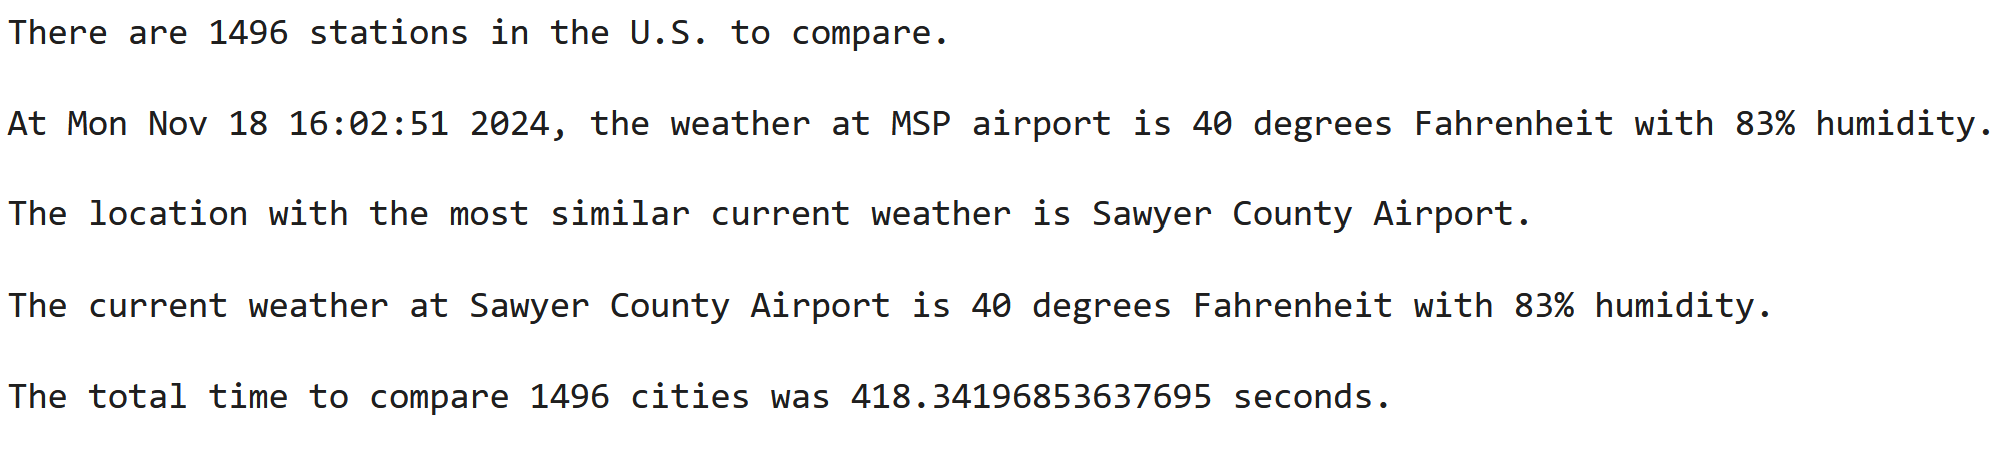 There are 1496 stations in the U.S. to compare.
At Mon Nov 18 16:02:51 2024, the weather at MSP airport is 40 degrees Fahrenheit with 83% humidity.
The location with the most similar current weather is Sawyer County Airport.
The current weather at Sawyer County Airport is 40 degrees Fahrenheit with 83% humidity.
The total time to compare 1496 cities was 418.34196853637695 seconds.